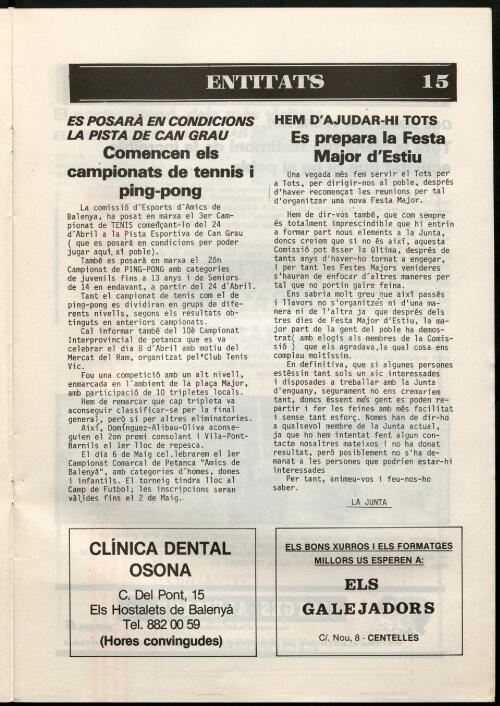 ENTITATS 15
ES POSARÀ EN CONDICIONS
LA PISTA DE CAN GRAU
Comencen els
campionats de tennis i
ping-pong
La comissió d'Esports d'Amics de
Balenya, ha posat en marxa el 3er Cam-
pionat de TENIS començant-lo del 24
d'Abril a la Pista Esportiva de Can Grau
( que es posarà en condicions per poder
jugar aquí al poble).
També es posarà en marxa el 2ón
Campionat de PING-PONG amb categories
de juvenils fins a 13 anys i de Seniors
de 14 en endavant, a partir del 24 d'Abril.
Tant el campionat de tenis com el de
ping-pong es dividiran en grups de dife-
rents nivells, segons els resultats ob-
tinguts en anteriors campionats.
Cal informar també del 10è Campionat
Interprovincial de petanca que es va
celebrar el dia 8 d'Abril amb motiu del
Mercat del Ram, organitzat pel"Club Tenis
Vic.
Fou una competició amb un alt nivell,
enmarcada en l'ambient de la plaça Major,
amb participació de 10 tripletes locals.
Hem de remarcar que cap tripleta va
aconseguir classificar-se per la final
general, però si per altres eliminatories.
Així, Domínguez-Alibau-Oliva aconse-
guien el 2on premi consolant i Vila-Pont-
Barnils el 1er lloc de repesca.
El dia 6 de Maig cel.lebrarem el 1er
Campionat Comarcal de Petanca "Amics de
Balenyà", amb categories d'homes, dones
i infantils. El torneig tindra lloc al
Camp de Futbol; les inscripcions seran
vàlides fins el 2 de Maig.
HEM D'AJUDAR-HI TOTS
Es prepara la Festa
Major d'Estiu
Una vegada més fem servir el Tots per
a Tots, per dirigir-nos al poble, després
d'haver recomençat les reunions per tal
d'organitzar una nova Festa Major.
Hem de dir-vos també, que com sempre
és totalment imprescindible que hi entrin
a formar part nous elements a la Junta,
doncs creiem que si no és així, aquesta
Comissió pot ésser la última, després de
tants anys d'haver-ho tornat a engegar,
i per tant les Festes Majors venideres
s'hauran de enfocar d'altres maneres per
tal que no portin gaire feina.
Ens sabria molt greu que així passés
i llavors no s'organitzes ni d'una ma-
nera ni de l'altra ja que després dels
tres dies de Festa Major d'Estiu, la ma-
jor part de la gent del poble ha demos-
trat( amb elogis als membres de la Comis-
sió ) que els agradava,la qual cosa ens
complau moltíssim.
En definitiva, que si algunes persones
estéssin tant sols un xic interessades
i disposades a treballar amb la Junta
d'enguany, segurament no ens cremaríem
tant, doncs éssent més gent es poden re-
partir i fer les feines amb més facilitat
i sense tant esforç. Nomes han de dir-ho
a qualsevol membre de la Junta actual,
ja que ho hem intentat fent algun con-
tacte nosaltres mateixos i no ha donat
resultat, però posiblement no s'ha de-
manat a les persones que podrien estar-hi
interessades
Per tant, animeu-vos i feu-nos-ho
saber.
LA JUNTA
CLÍNICA DENTAL
OSONA
C. Del Pont, 15
Els Hostalets de Balenyà
Tel. 882 00 59
(Hores convingudes)
ELS BONS XURROS I ELS FORMATGES
MILLORS US ESPEREN A:
ELS
GALEJADORS
C/. Nou, 8 - CENTELLES